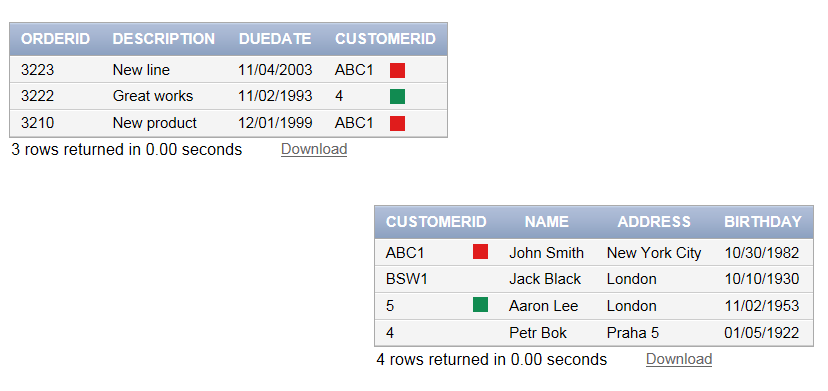 ORDERID DESCRIPTION DUEDATE CUSTOMERID
3223 New line 11/04/2003 ABC1
3222 Great works 11/02/1993 4
3210 New product 12/01/1999 ABC1
3 rows returned in 0.00 seconds Download
CUSTOMERID NAME ADDRESS BIRTHDAY
ABC1 John Smith New York City 10/30/1982
BSW1 Jack Black London 10/10/1930
5 Aaron Lee London 11/02/1953
4 Petr Bok Praha 5 01/05/1922
4 rows returned in 0.00 seconds Download